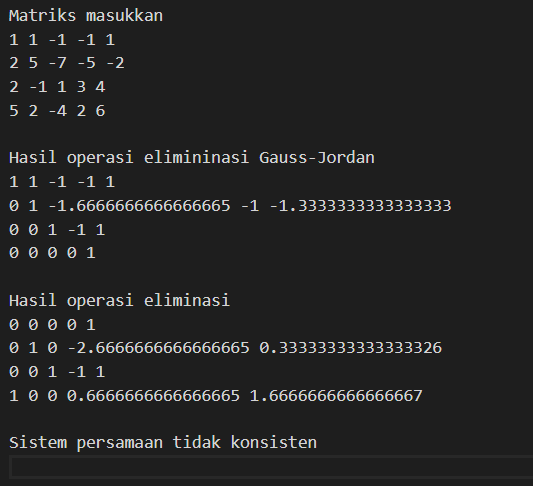 Matriks masukkan
1 1 -1 -1 1
2 5 -7 -5 -2
2 -1 1 3 4
5 2 -4 2 6
Hasil operasi elimininasi Gauss-Jordan
1 1 -1 -1 1
0 1 -1.6666666666666665 -1 -1.3333333333333333
0 0 1 -1 1
0 0 0 0 1
Hasil operasi eliminasi
0 0 0 0 1
0 1 0 -2.6666666666666665 0.33333333333333326
0 0 1 -1 1
1 0 0 0.6666666666666665 1.6666666666666667
Sistem persamaan tidak konsisten